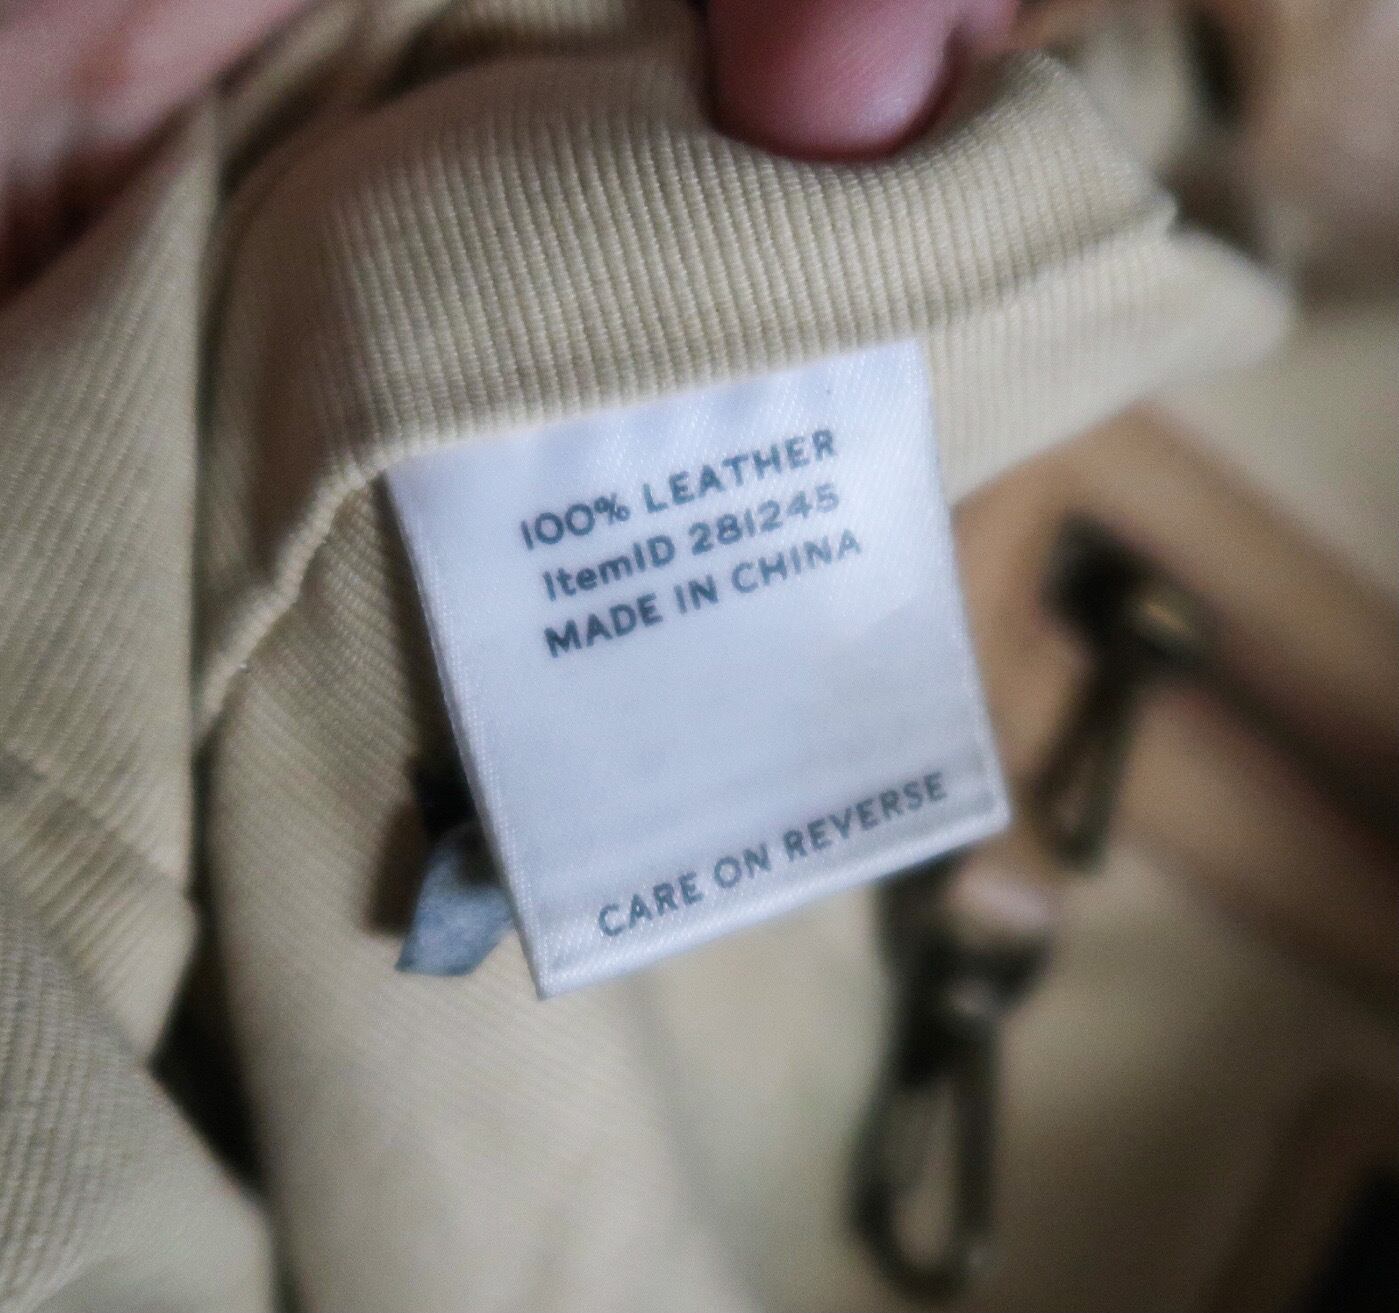 100% LEATHER
ItemID 281245
MADE IN CHINA
CARE ON REVERSE